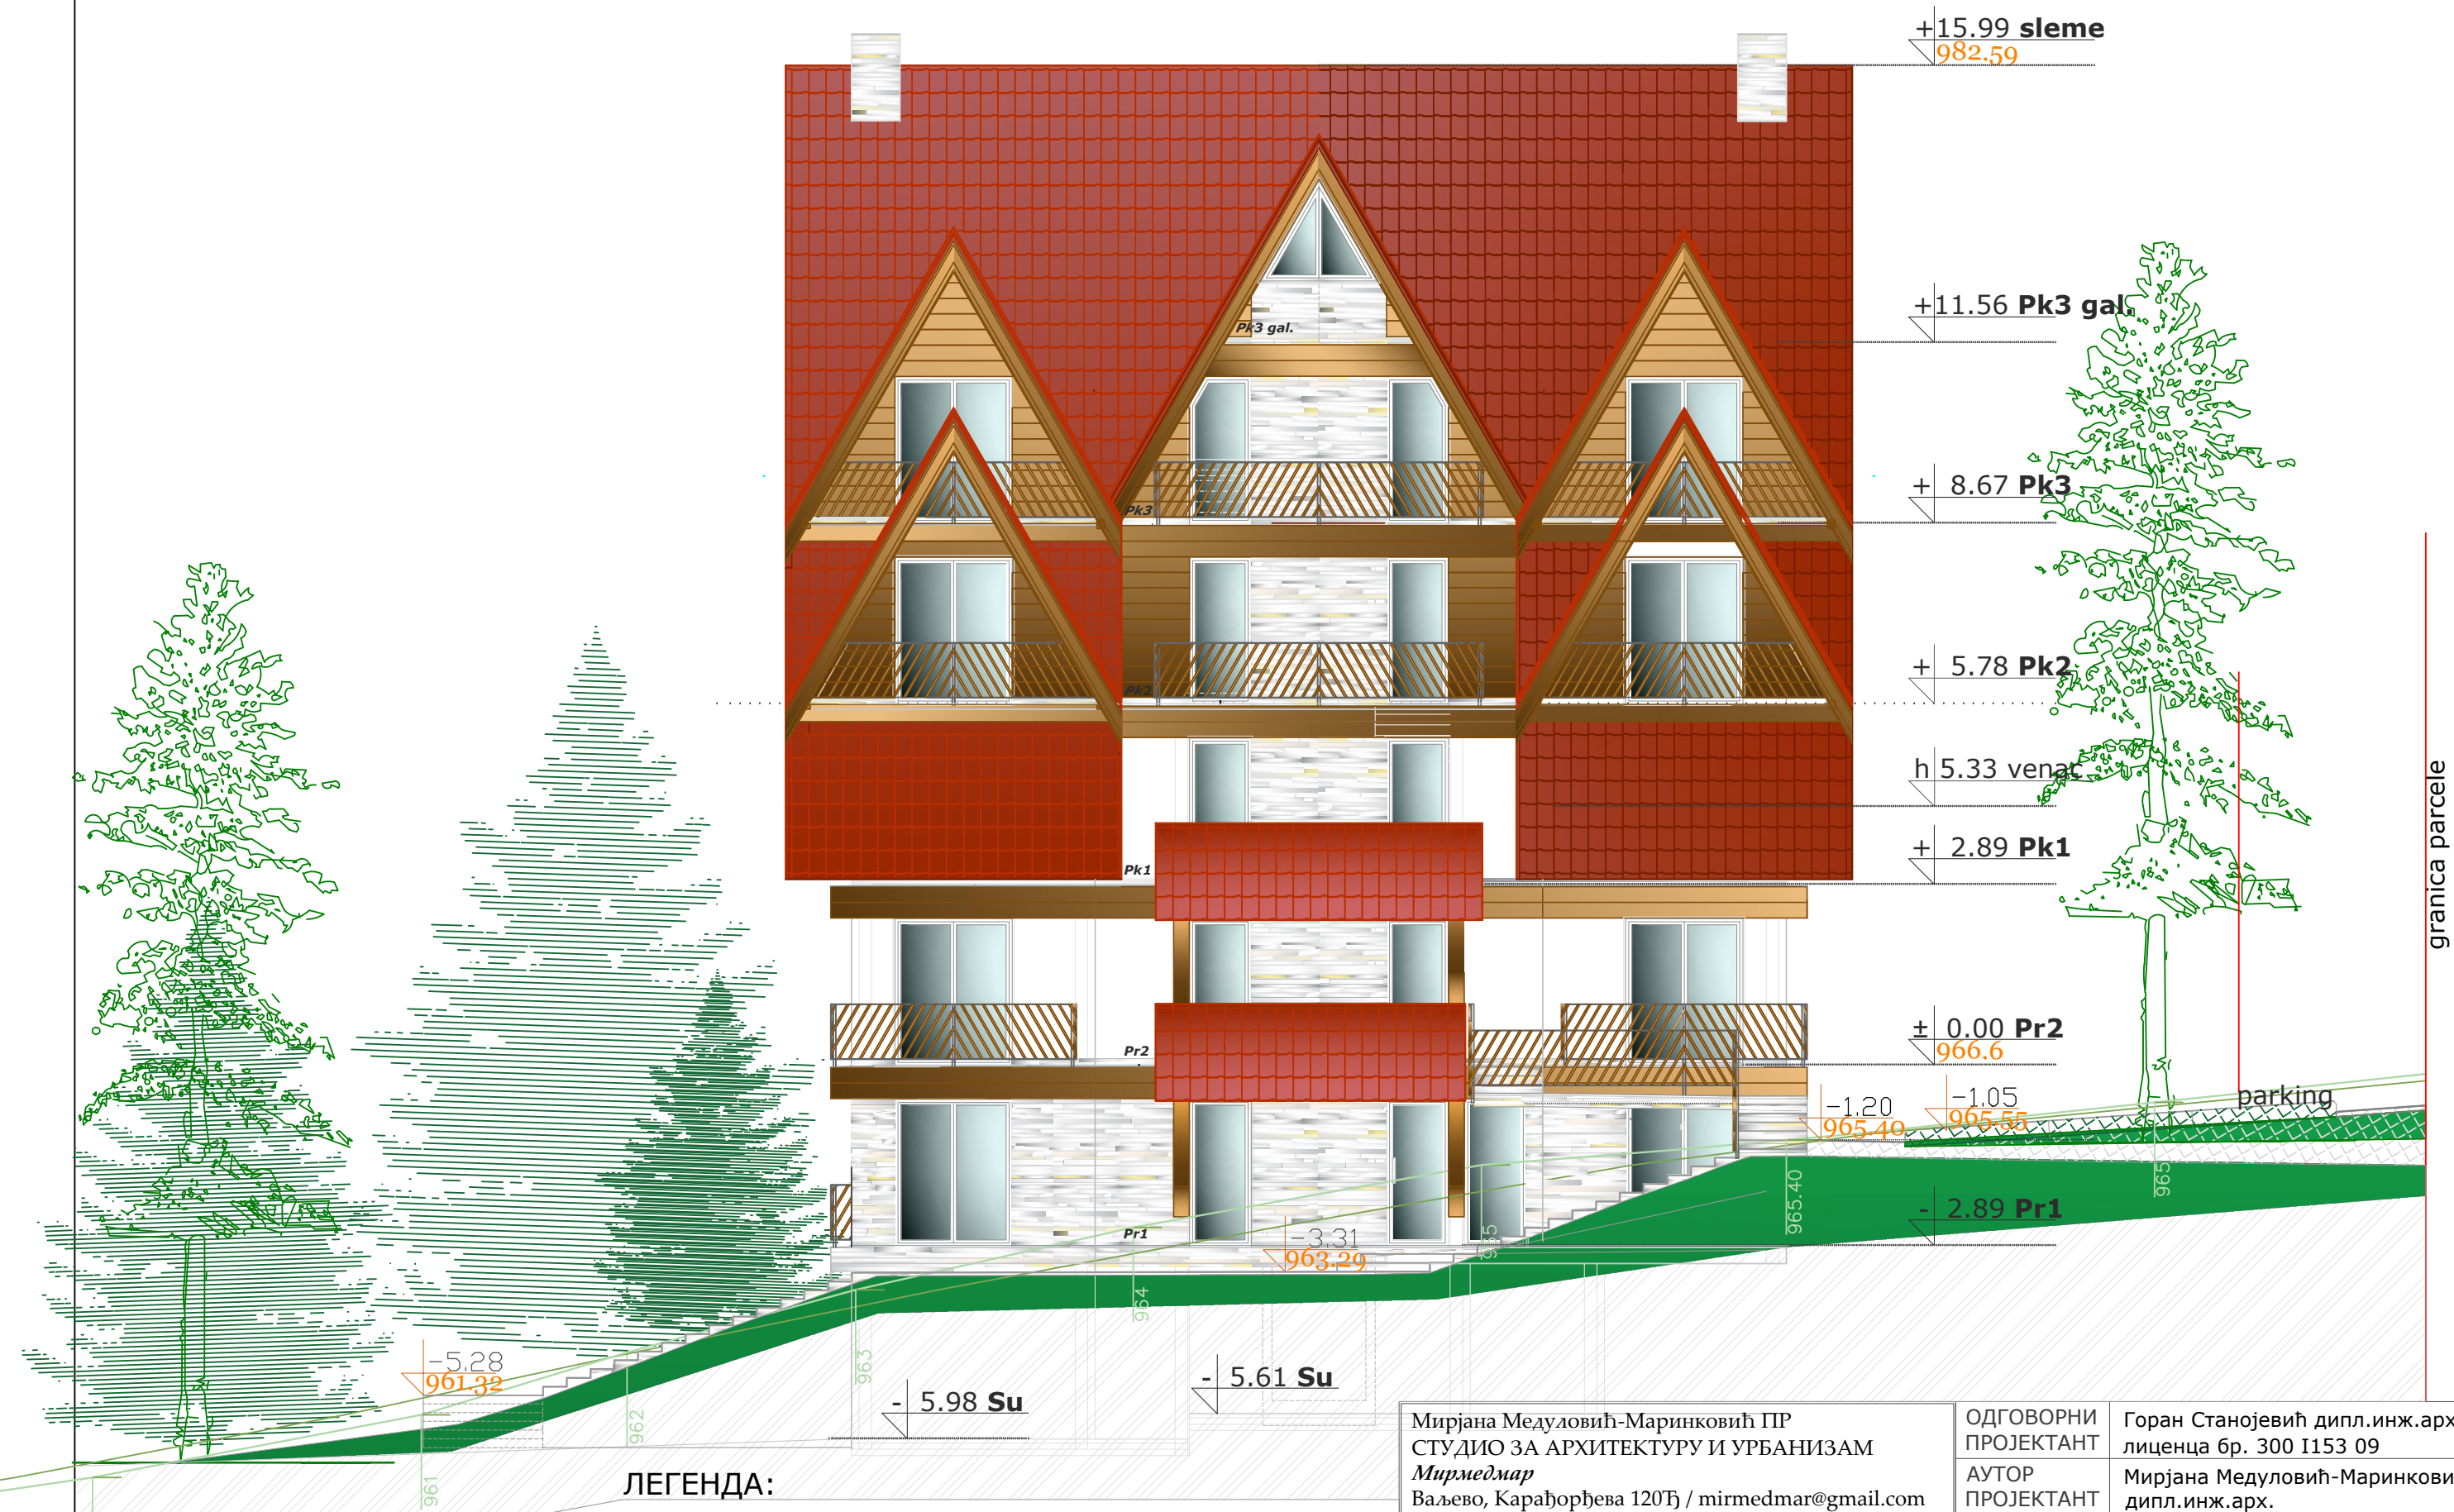 +15.99 sleme
982.59
+11.56 Pk3 gal.
Pk3 gal.
+ 8.67 Pk3
Pk3
+ 5.78 Pk2
Pk2
h 5.33 venac
+ 2.89 Pk1
Pk1
granica parcele
± 0.00 Pr2
966.6
Pr2
parking
-1.20
965.40
-1.05
965.55
965.40
965
- 2.89 Pr1
Pr1
-3.31
963.29
965
964
963
962
961
-5.28
961.32
- 5.98 Su
- 5.61 Su
ЛЕГЕНДА:
Мирјана Медуловић-Маринковић ПР
СТУДИО ЗА АРХИТЕКТУРУ И УРБАНИЗАМ
Мирмедмар
Ваљево, Карађорђева 120Ђ / mirmedmar@gmail.com
ОДГОВОРНИ
ПРОЈЕКТАНТ
Горан Станојевић дипл.инж.арх
лиценца бр. 300 I153 09
АУТОР
ПРОЈЕКТАНТ
Мирјана Медуловић-Маринкови
дипл.инж.арх.